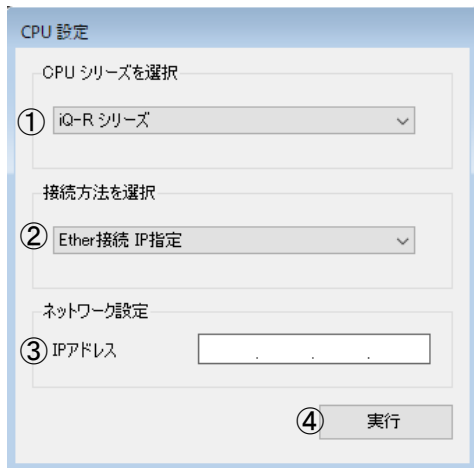 CPU 設定
CPU シリーズを選択
① iQ-R シリーズ
接続方法を選択
② Ether接続 IP指定
ネットワーク設定
③ IPアドレス . . .
④ 実行